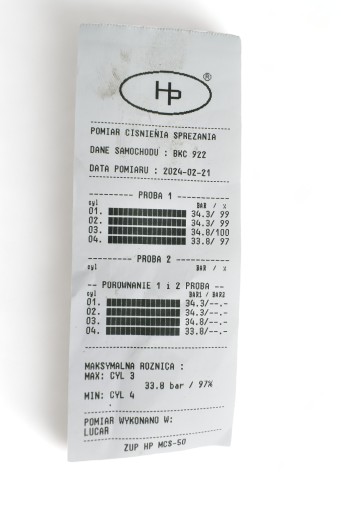 HP ®
POMIAR CIŚNIEŃIA SPREZANIA
DANE SAMOCHODU : BKC 922
DATA POMIARU : 2024-02-21
PROBA 1
cyl BAR / %
01. 34.3/ 99
02. 34.3/ 99
03. 34.8/100
04. 33.8/ 97
PROBA 2
cyl BAR / %
-- POROWNANIE 1 i 2 PROBA --
cyl BAR1 / BAR2
01. 34.3/--.-
02. 34.3/--.-
03. 34.8/--.-
04. 33.8/--.-
MAKSYMALNA ROZNICA :
MAX: CYL 3
33.8 bar / 97%
MIN: CYL 4
POMIAR WYKONANO W:
LUCAR
ZUP HP MCS-50